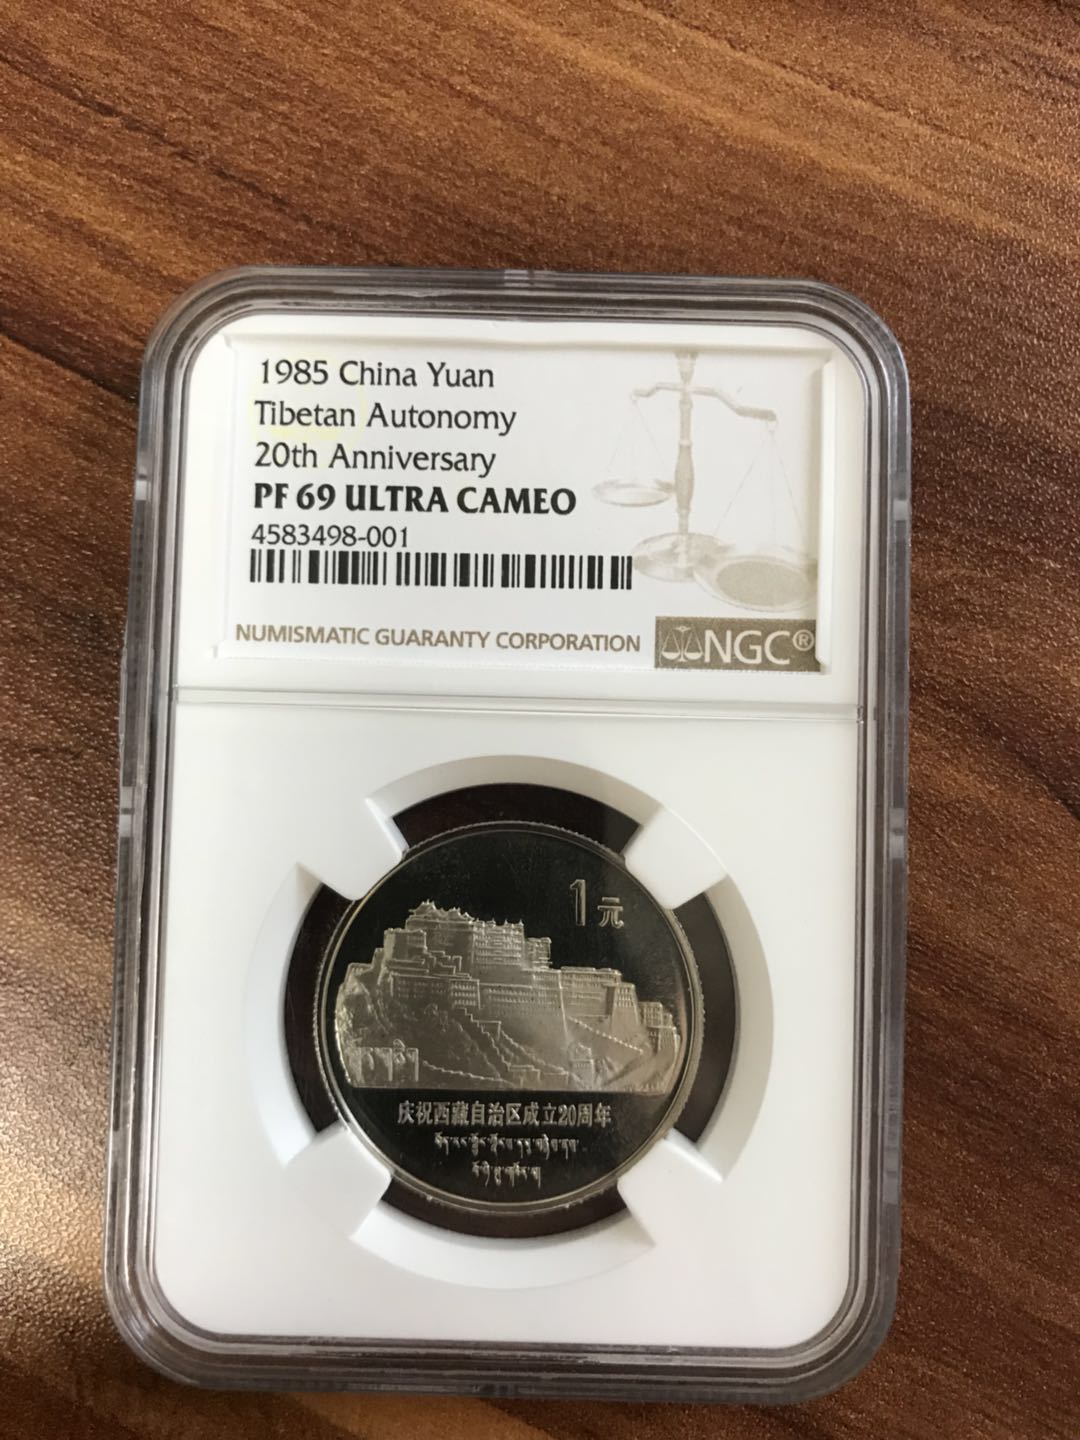 1985 China Yuan
Tibetan Autonomy
20th Anniversary
PF 69 ULTRA CAMEO
4583498-001
NUMISMATIC GUARANTY CORPORATION
NGC®
1元
庆祝西藏自治区成立20周年